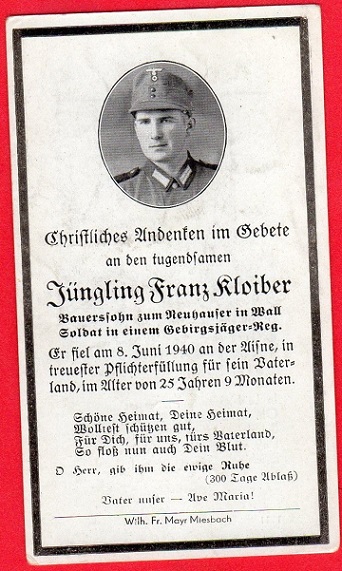 Christliches Andenken im Gebete
an den tugendsamen
Jüngling Franz Kloiber
Bauerssohn zum Neuhauser in Wall
Soldat in einem Gebirgsjäger-Reg.
Er fiel am 8. Juni 1940 an der Aisne, in
treuester Pflichterfüllung für sein Vater-
land, im Alter von 25 Jahren 9 Monaten.
Schöne Heimat, Deine Heimat,
Wolltest schützen gut,
Für Dich, für uns, fürs Vaterland,
So floß nun auch Dein Blut.
O Herr, gib ihm die ewige Ruhe
(300 Tage Ablaß)
Vater unser — Ave Maria!
Wilh. Fr. Mayr Miesbach